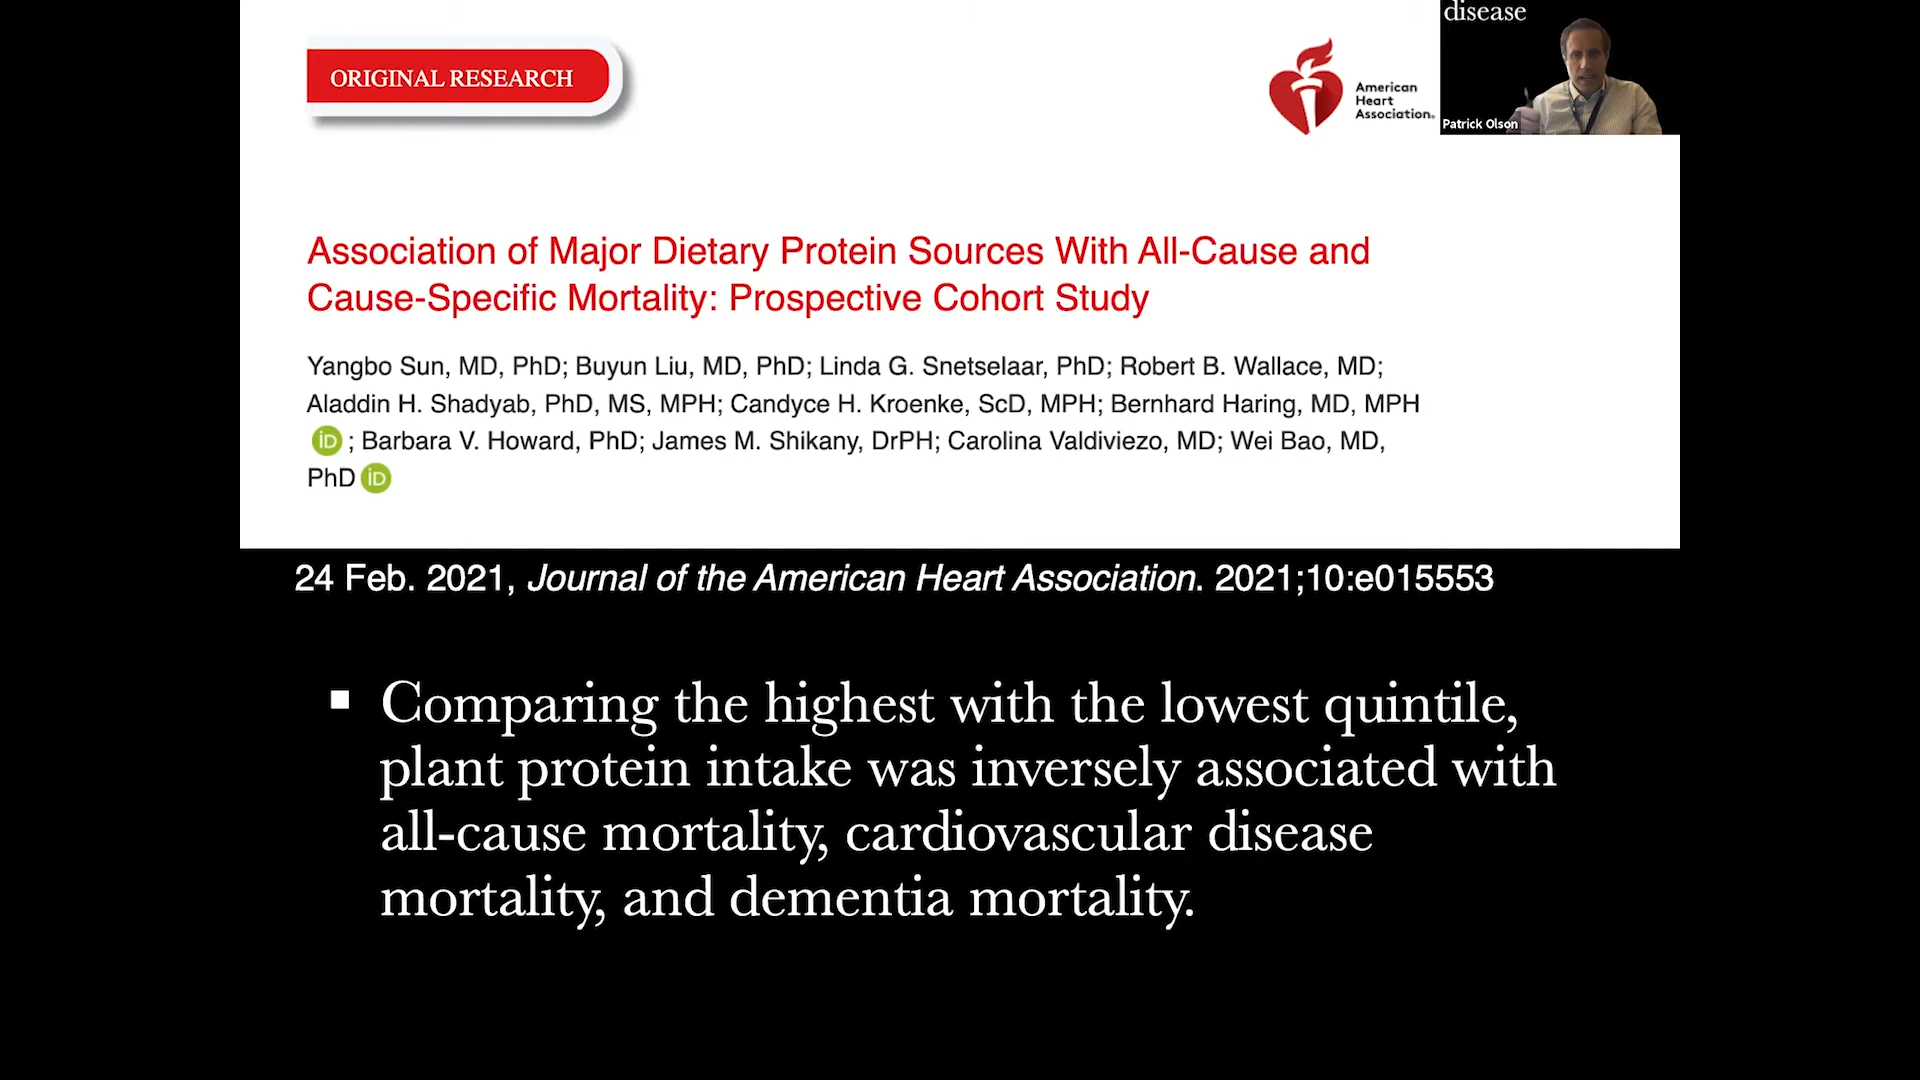 disease
ORIGINAL RESEARCH
American
Heart
Association®
Patrick Olson
Association of Major Dietary Protein Sources With All-Cause and
Cause-Specific Mortality: Prospective Cohort Study
Yangbo Sun, MD, PhD; Buyun Liu, MD, PhD; Linda G. Snetselaar, PhD; Robert B. Wallace, MD;
Aladdin H. Shadyab, PhD, MS, MPH; Candyce H. Kroenke, ScD, MPH; Bernhard Haring, MD, MPH
iD ; Barbara V. Howard, PhD; James M. Shikany, DrPH; Carolina Valdiviezo, MD; Wei Bao, MD,
PhD iD
24 Feb. 2021, Journal of the American Heart Association. 2021;10:e015553
▪ Comparing the highest with the lowest quintile,
plant protein intake was inversely associated with
all-cause mortality, cardiovascular disease
mortality, and dementia mortality.